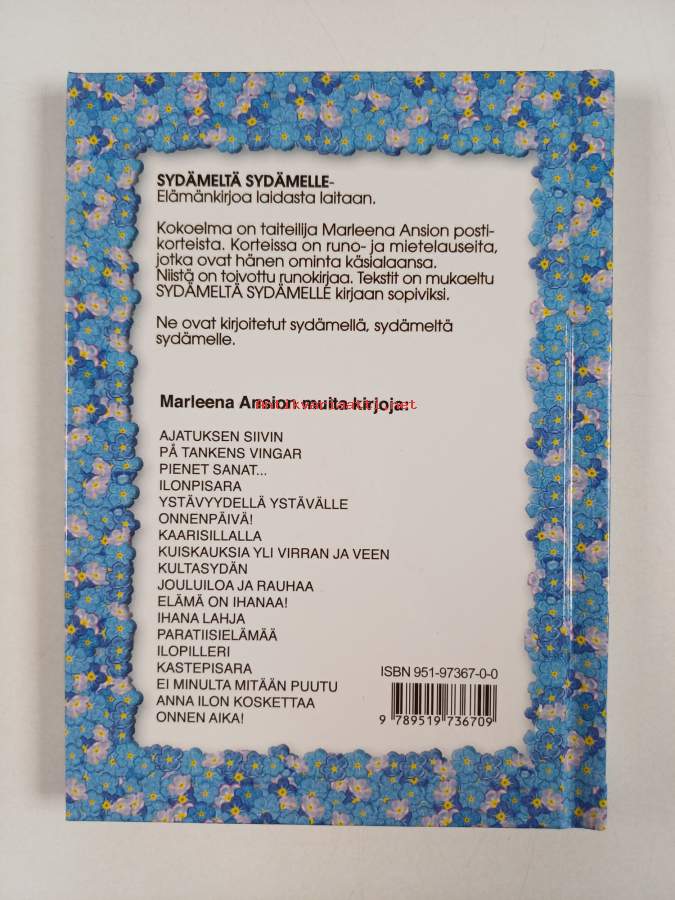 SYDÄMELTÄ SYDÄMELLE-
Elämänkirjoa laidasta laitaan.
Kokoelma on taiteilija Marleena Ansion posti-
korteista. Korteissa on runo- ja mietelauseita,
jotka ovat hänen ominta käsialaansa.
Niistä on toivottu runokirjaa. Tekstit on mukaeltu
SYDÄMELTÄ SYDÄMELLE kirjaan sopiviksi.
Ne ovat kirjoitetut sydämellä, sydämeltä
sydämelle.
Marleena Ansion muita kirjoja:
Antikvariaatti.net
AJATUKSEN SIIVIN
PÅ TANKENS VINGAR
PIENET SANAT...
ILONPISARA
YSTÄVYYDELLÄ YSTÄVÄLLE
ONNENPÄIVÄ!
KAARISILLALLA
KUISKAUKSIA YLI VIRRAN JA VEEN
KULTASYDÄN
JOULUILOA JA RAUHAA
ELÄMÄ ON IHANAA!
IHANA LAHJA
PARATIISIELÄMÄÄ
ILOPILLERI
KASTEPISARA
EI MINULTA MITÄÄN PUUTU
ANNA ILON KOSKETTAA
ONNEN AIKA!
ISBN 951-97367-0-0
9 789519 736709